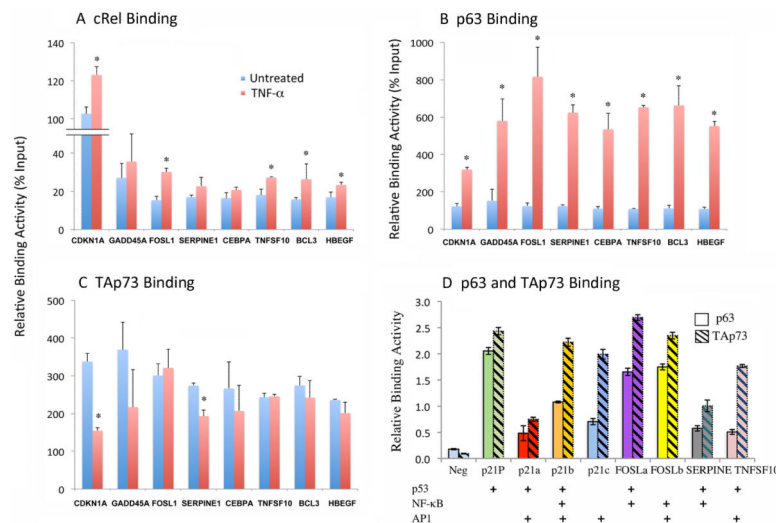 A cRel Binding
Relative Binding Activity (% Input)
140
120
100
60
40
20
0
Untreated
TNF-α
*
*
*
*
*
CDKN1A GADD45A FOSL1 SERPINE1 CEBPA TNFSF10 BCL3 HBEGF
B p63 Binding
Relative Binding Activity (% Input)
1000
800
600
400
200
0
*
*
*
*
*
*
*
*
CDKN1A GADD45A FOSL1 SERPINE1 CEBPA TNFSF10 BCL3 HBEGF
C TAp73 Binding
500
400
300
200
100
0
*
*
CDKN1A GADD45A FOSL1 SERPINE1 CEBPA TNFSF10 BCL3 HBEGF
D p63 and TAp73 Binding
Relative Binding Activity
3.0
2.5
2.0
1.5
1.0
0.5
0.0
p63
TAp73
Neg p21P p21a p21b p21c FOSLa FOSLb SERPINE TNFSF10
p53 + + + + +
NF-κB + + + +
AP1 + + + + +